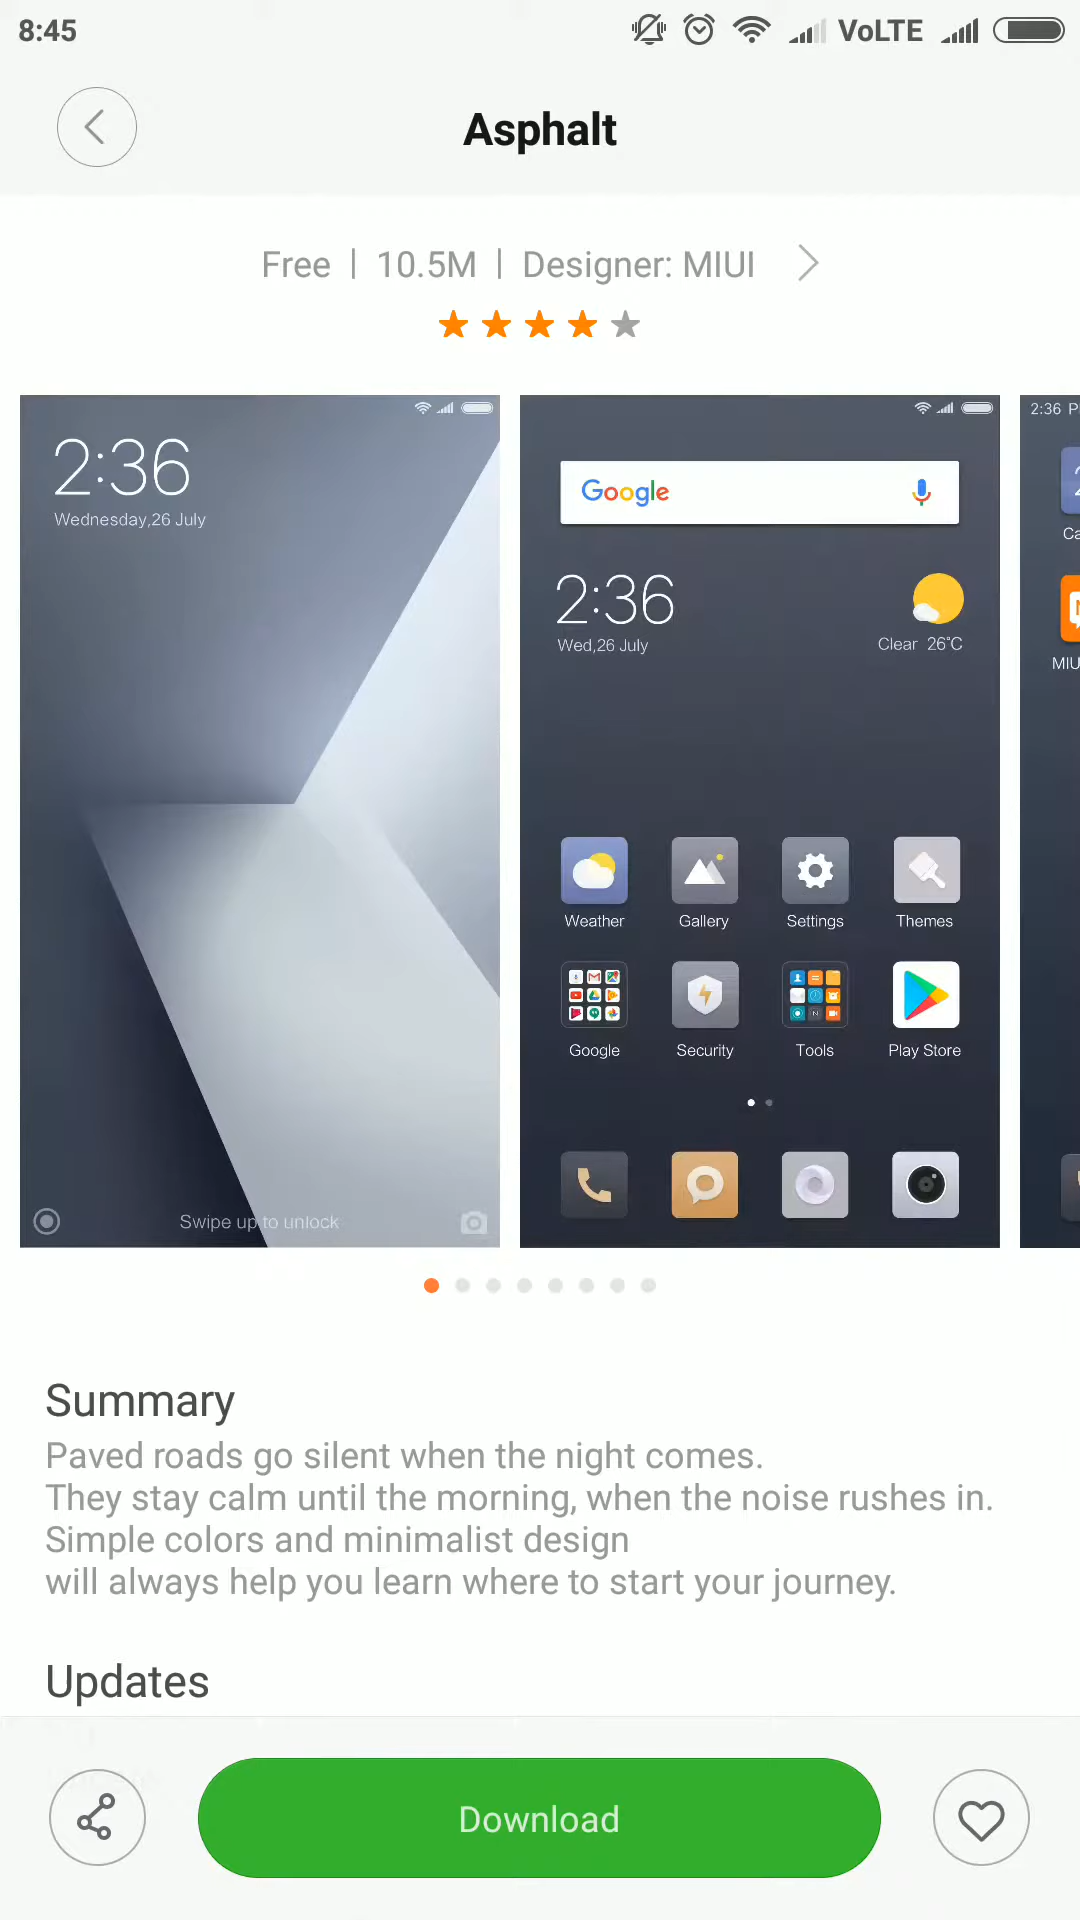 8:45 VoLTE
Asphalt
Free | 10.5M | Designer: MIUI
2:36
Wednesday,26 July
Swipe up to unlock
Google
2:36
Wed,26 July
Clear 26°C
Weather Gallery Settings Themes
Google Security Tools Play Store
2:36
Summary
Paved roads go silent when the night comes.
They stay calm until the morning, when the noise rushes in.
Simple colors and minimalist design
will always help you learn where to start your journey.
Updates
Download